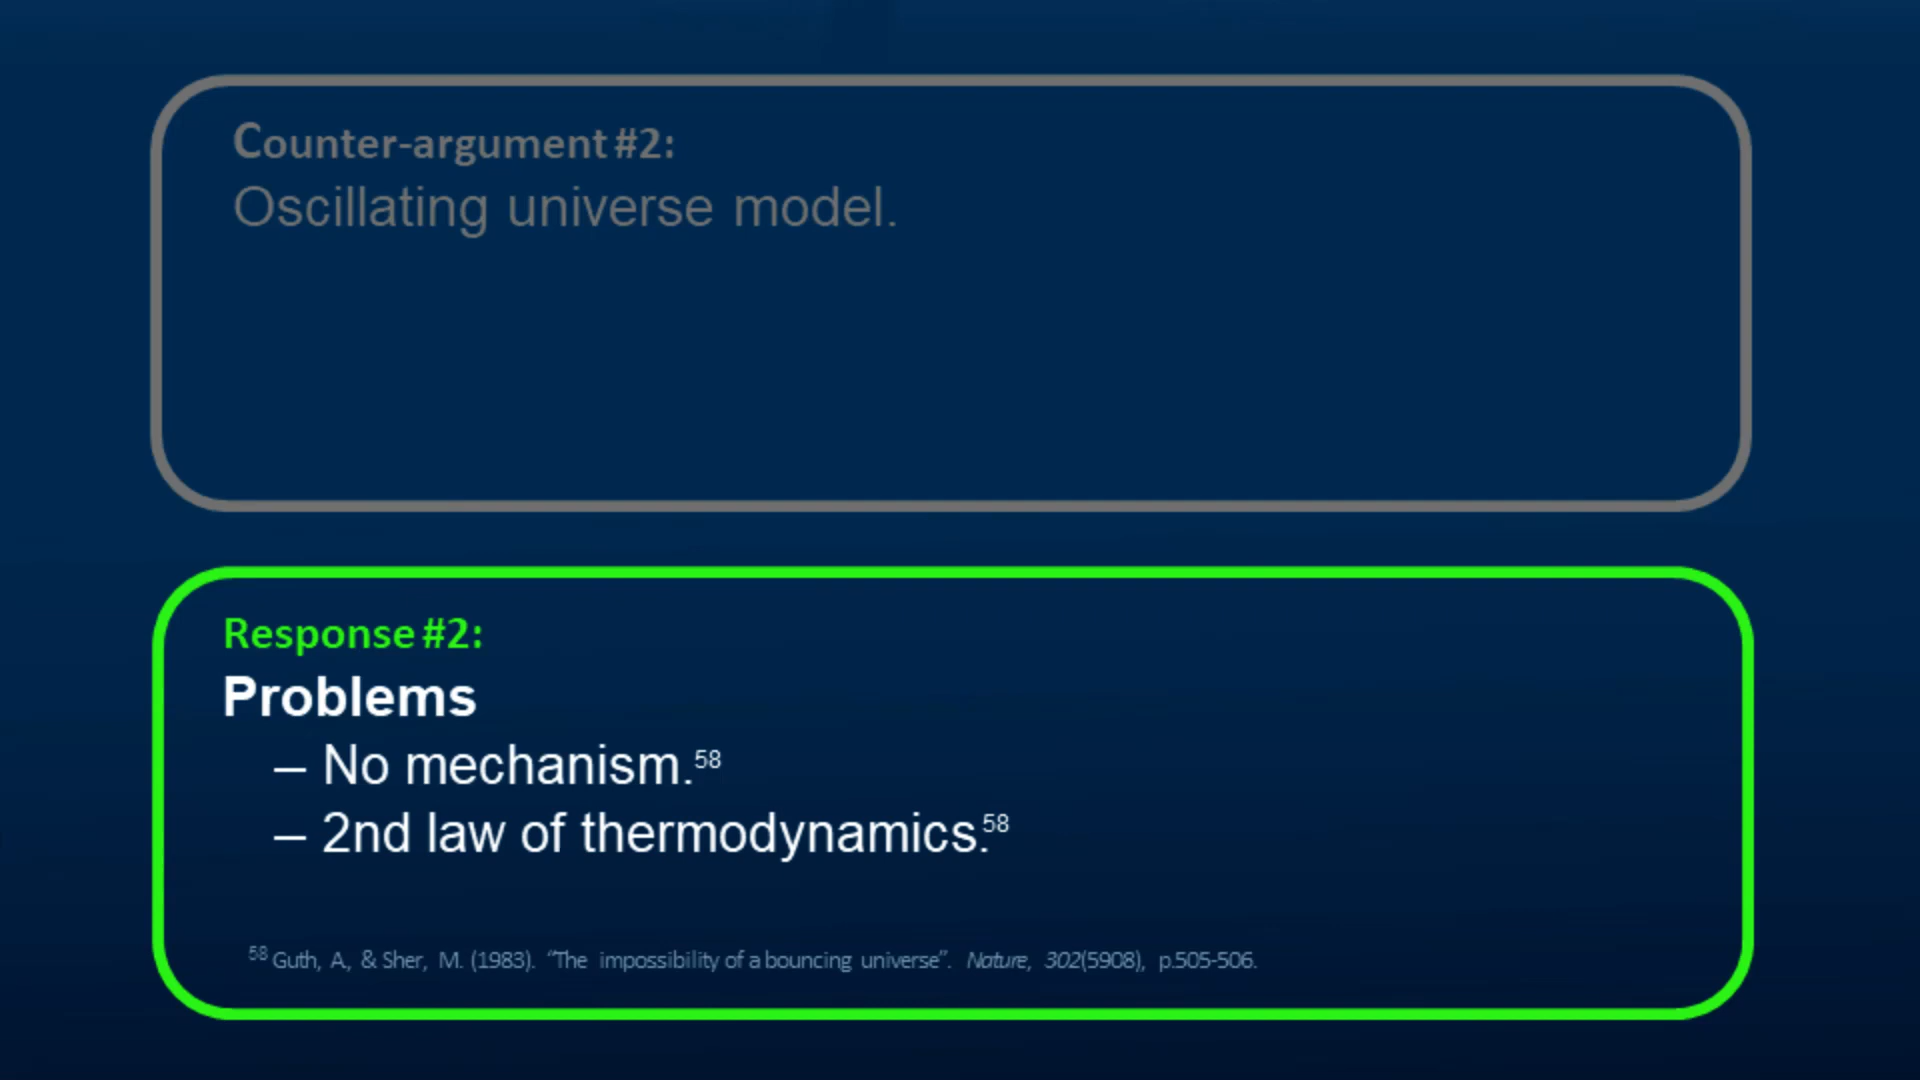 Counter-argument #2:
Oscillating universe model.
Response #2:
Problems
– No mechanism.58
– 2nd law of thermodynamics.58
58 Guth, A., & Sher, M. (1983). “The impossibility of a bouncing universe”. Nature, 302(5908), p.505-506.